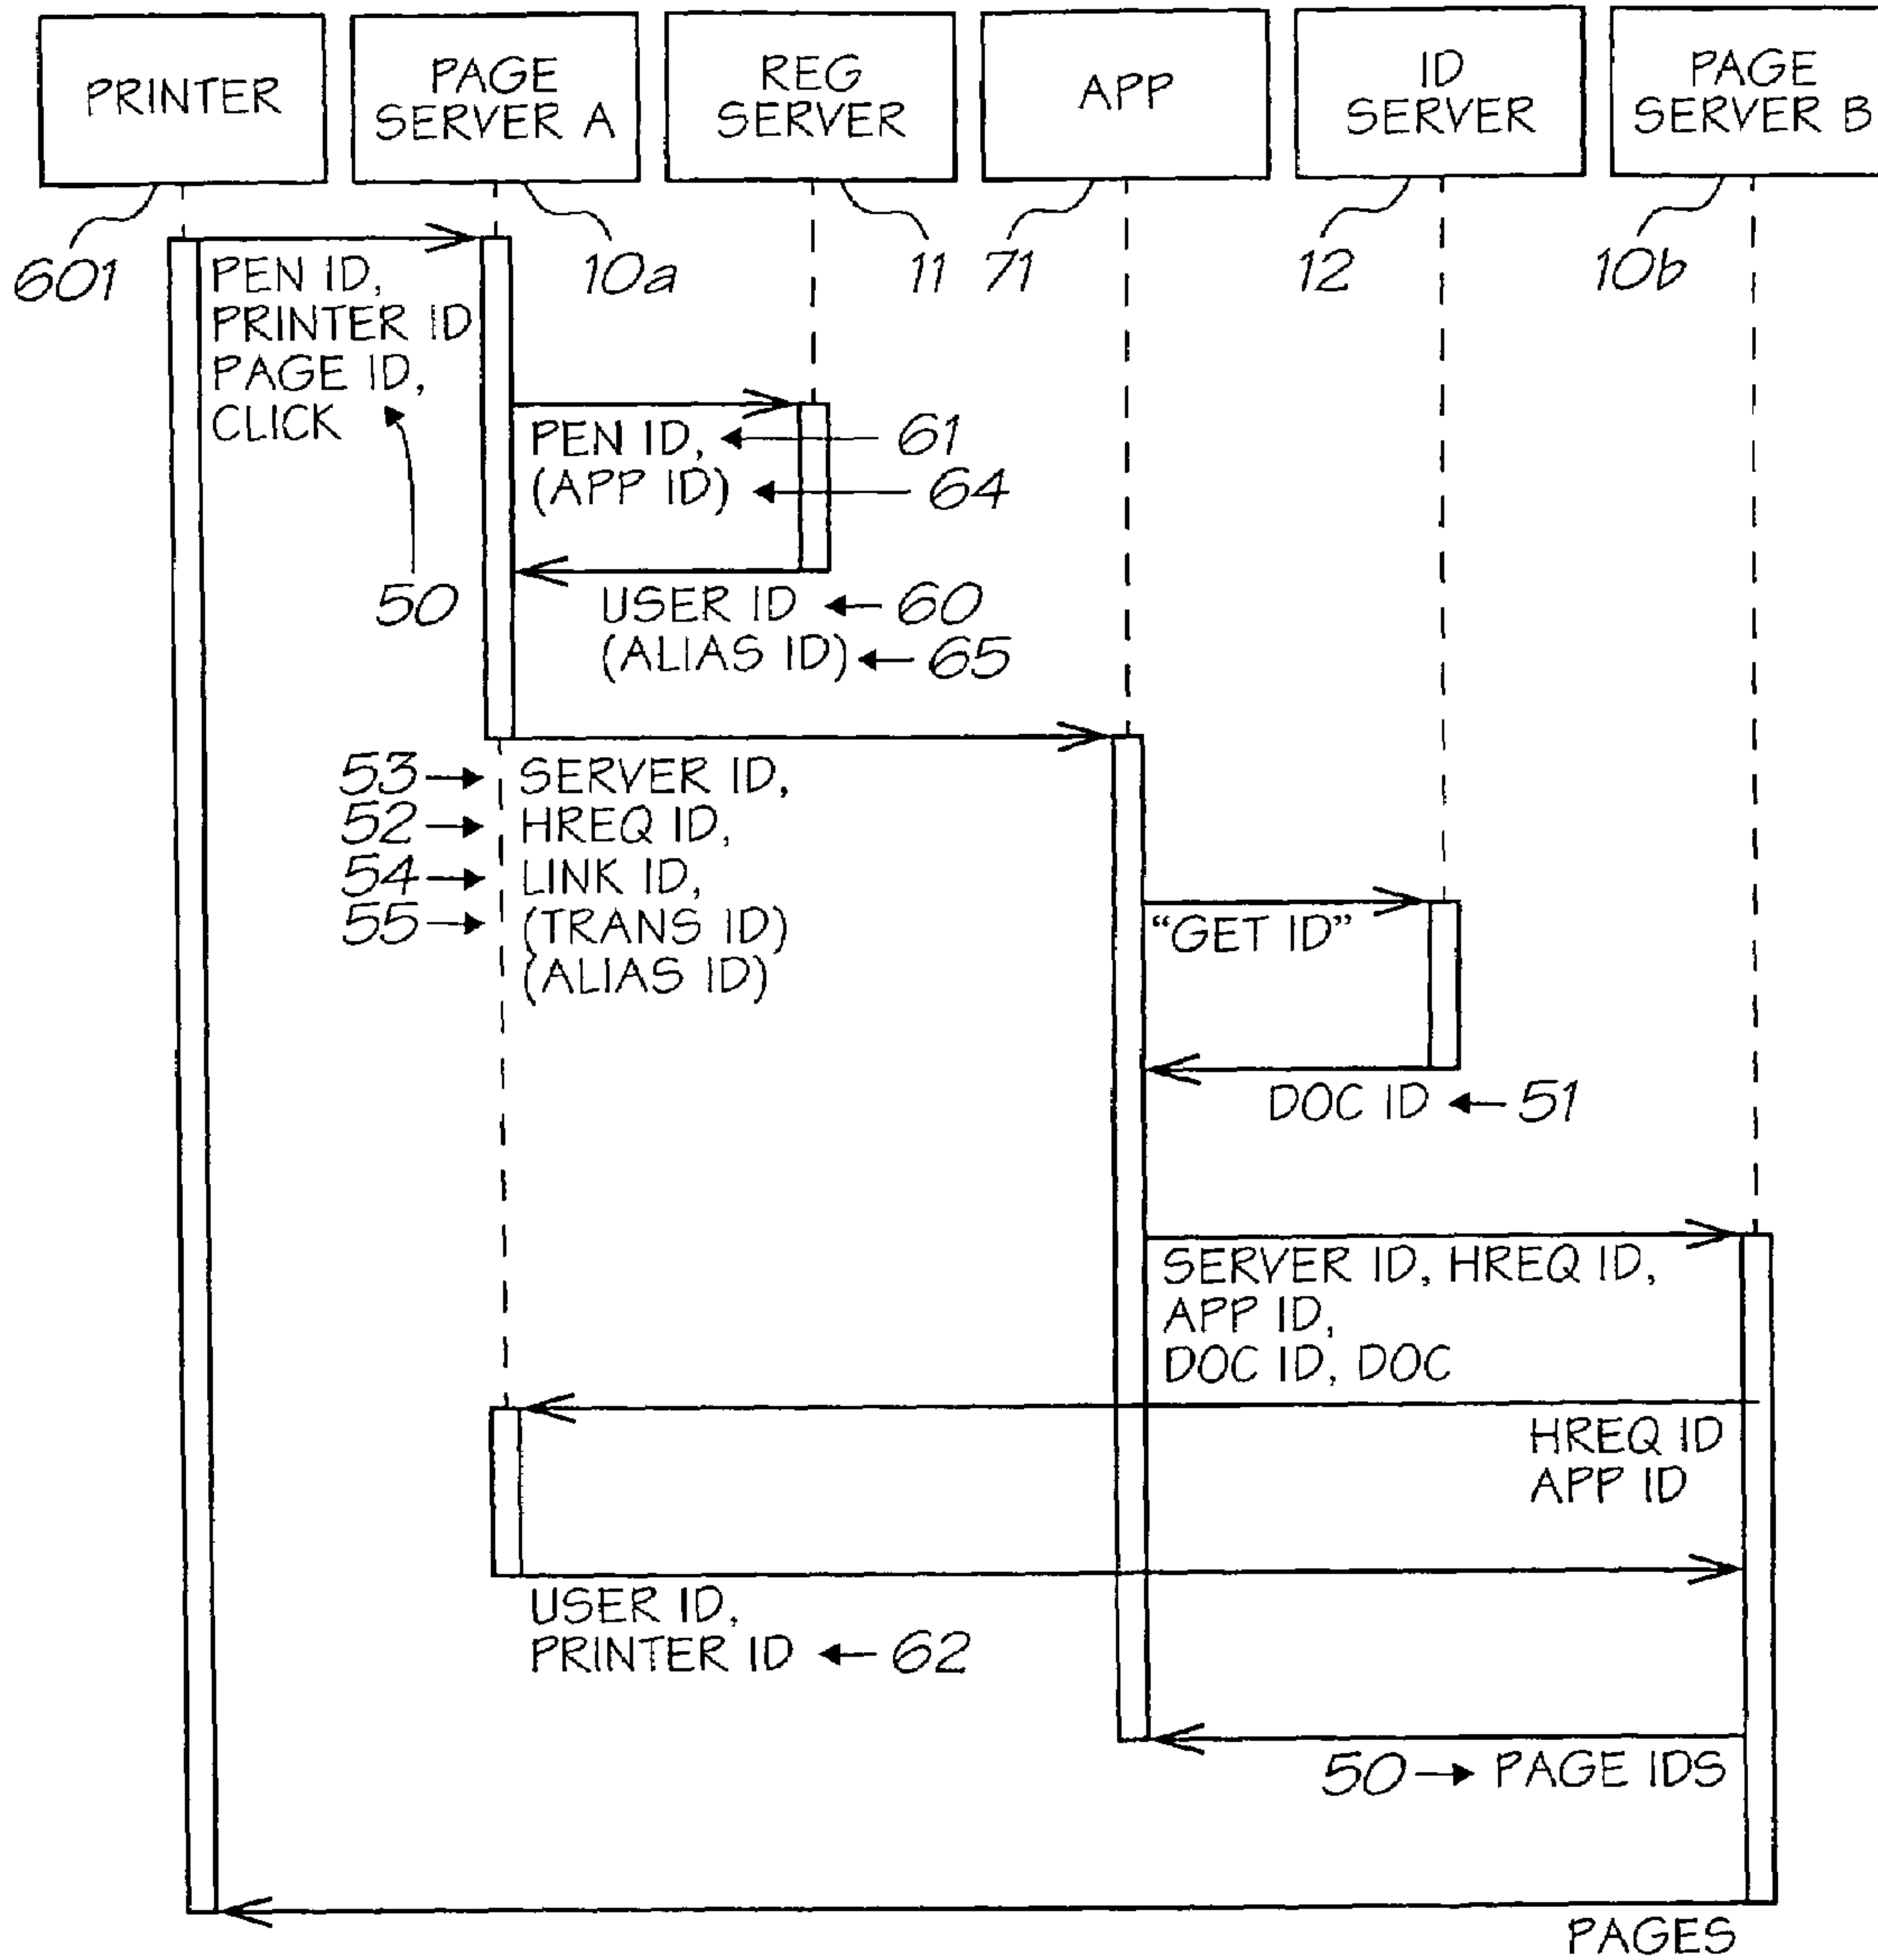 PRINTER
PAGE
SERVER A
REG
SERVER
APP
ID
SERVER
PAGE
SERVER B
601
10a
11
71
12
10b
PEN ID,
PRINTER ID
PAGE ID,
CLICK
50
PEN ID,
61
(APP ID)
64
USER ID
60
(ALIAS ID)
65
53
SERVER ID,
52
HREQ ID,
54
LINK ID,
55
(TRANS ID)
(ALIAS ID)
"GET ID"
DOC ID
51
SERVER ID, HREQ ID,
APP ID,
DOC ID, DOC
HREQ ID
APP ID
USER ID,
PRINTER ID
62
50
PAGE IDS
PAGES